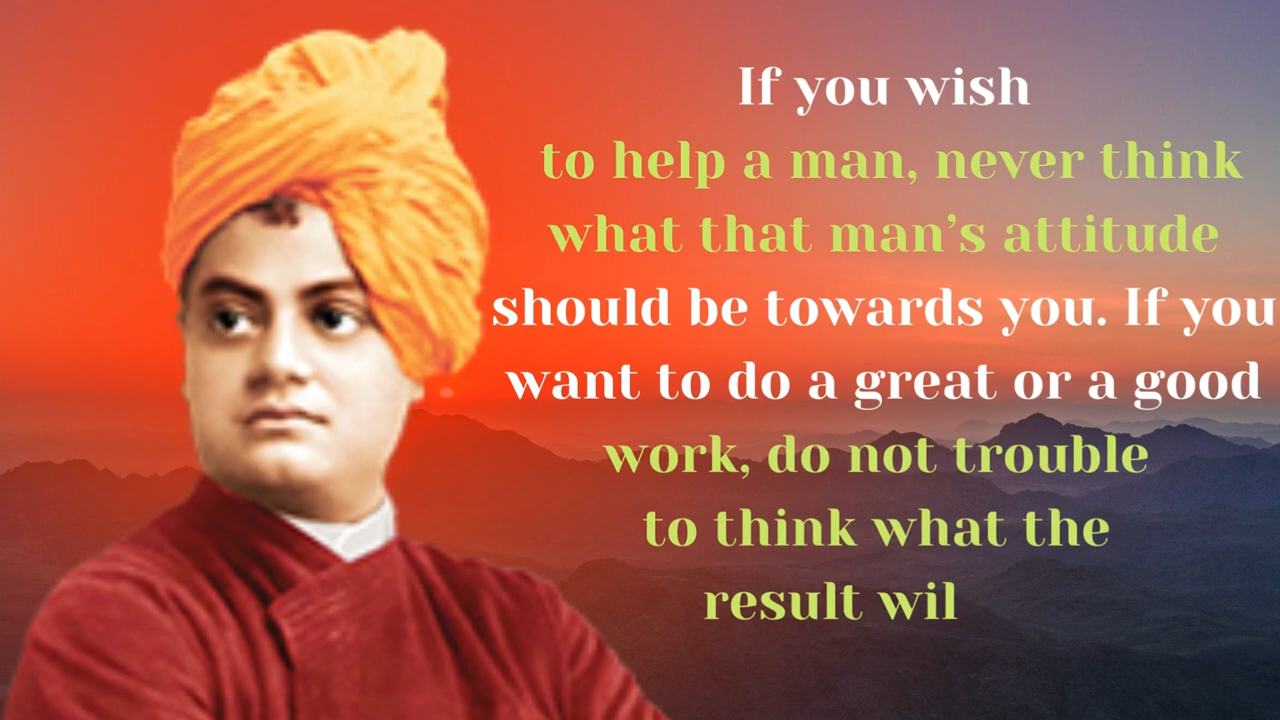 If you wish
to help a man, never think
what that man’s attitude
should be towards you. If you
want to do a great or a good
work, do not trouble
to think what the
result wil